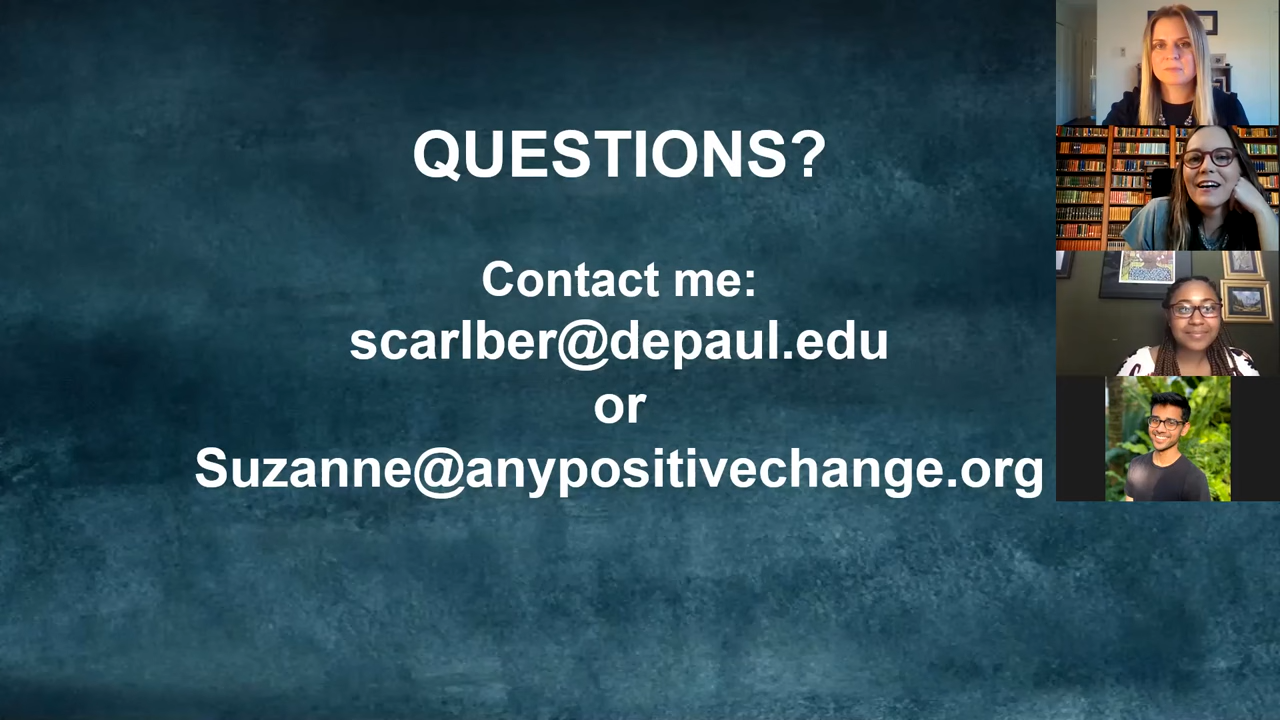 QUESTIONS?
Contact me:
scarlber@depaul.edu
or
Suzanne@anypositivechange.org